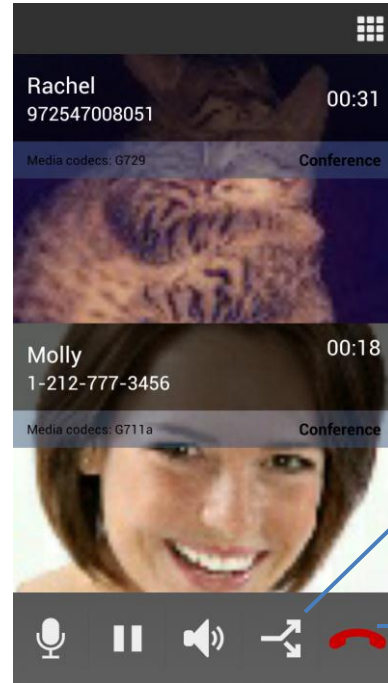 Rachel
00:31
972547008051
Media codecs: G729
Conference
Molly
00:18
1-212-777-3456
Media codecs: G711a
Conference